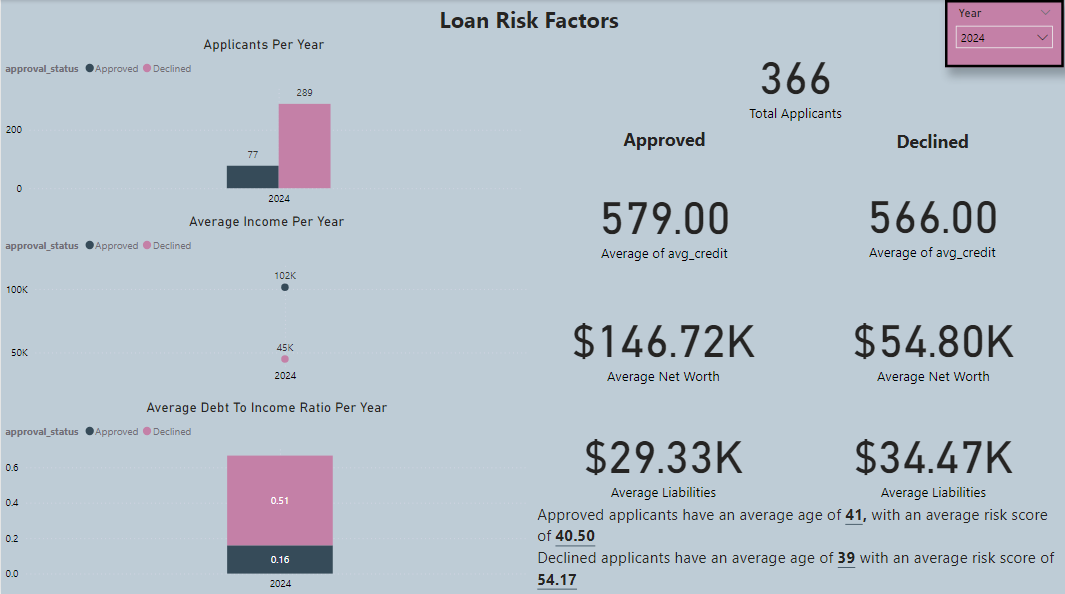 Loan Risk Factors
Year
2024
Applicants Per Year
approval_status Approved Declined
289
77
200
0
2024
Average Income Per Year
approval_status Approved Declined
102K
100K
45K
50K
2024
Average Debt To Income Ratio Per Year
approval_status Approved Declined
0.6
0.51
0.4
0.2
0.16
0.0
2024
366
Total Applicants
Approved
Declined
579.00
Average of avg_credit
566.00
Average of avg_credit
$146.72K
Average Net Worth
$54.80K
Average Net Worth
$29.33K
Average Liabilities
$34.47K
Average Liabilities
Approved applicants have an average age of 41, with an average risk score
of 40.50
Declined applicants have an average age of 39 with an average risk score of
54.17